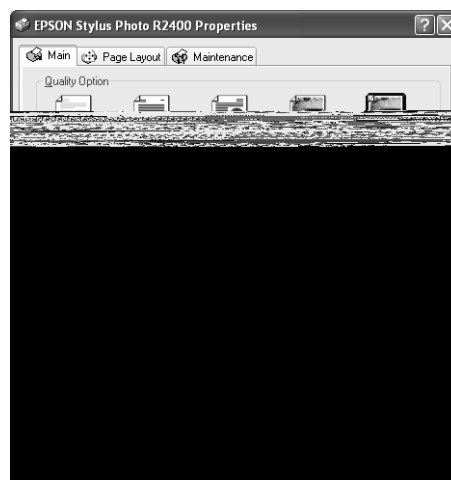 EPSON Stylus Photo R2400 Properties
Main Page Layout Maintenance
Quality Option